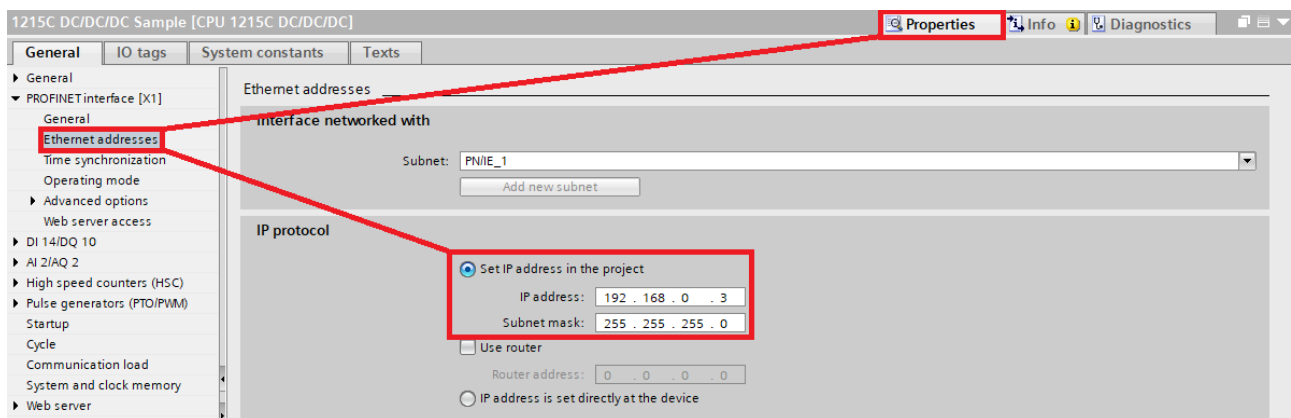 1215C DC/DC/DC Sample [CPU 1215C DC/DC/DC]
Properties
Info
Diagnostics
General
IO tags
System constants
Texts
General
PROFINET interface [X1]
General
Ethernet addresses
Time synchronization
Operating mode
Advanced options
Web server access
DI 14/DQ 10
AI 2/AQ 2
High speed counters (HSC)
Pulse generators (PTO/PWM)
Startup
Cycle
Communication load
System and clock memory
Web server
Ethernet addresses
Interface networked with
Subnet: PN/IE_1
Add new subnet
IP protocol
Set IP address in the project
IP address: 192 . 168 . 0 . 3
Subnet mask: 255 . 255 . 255 . 0
Use router
Router address: 0 . 0 . 0 . 0
IP address is set directly at the device